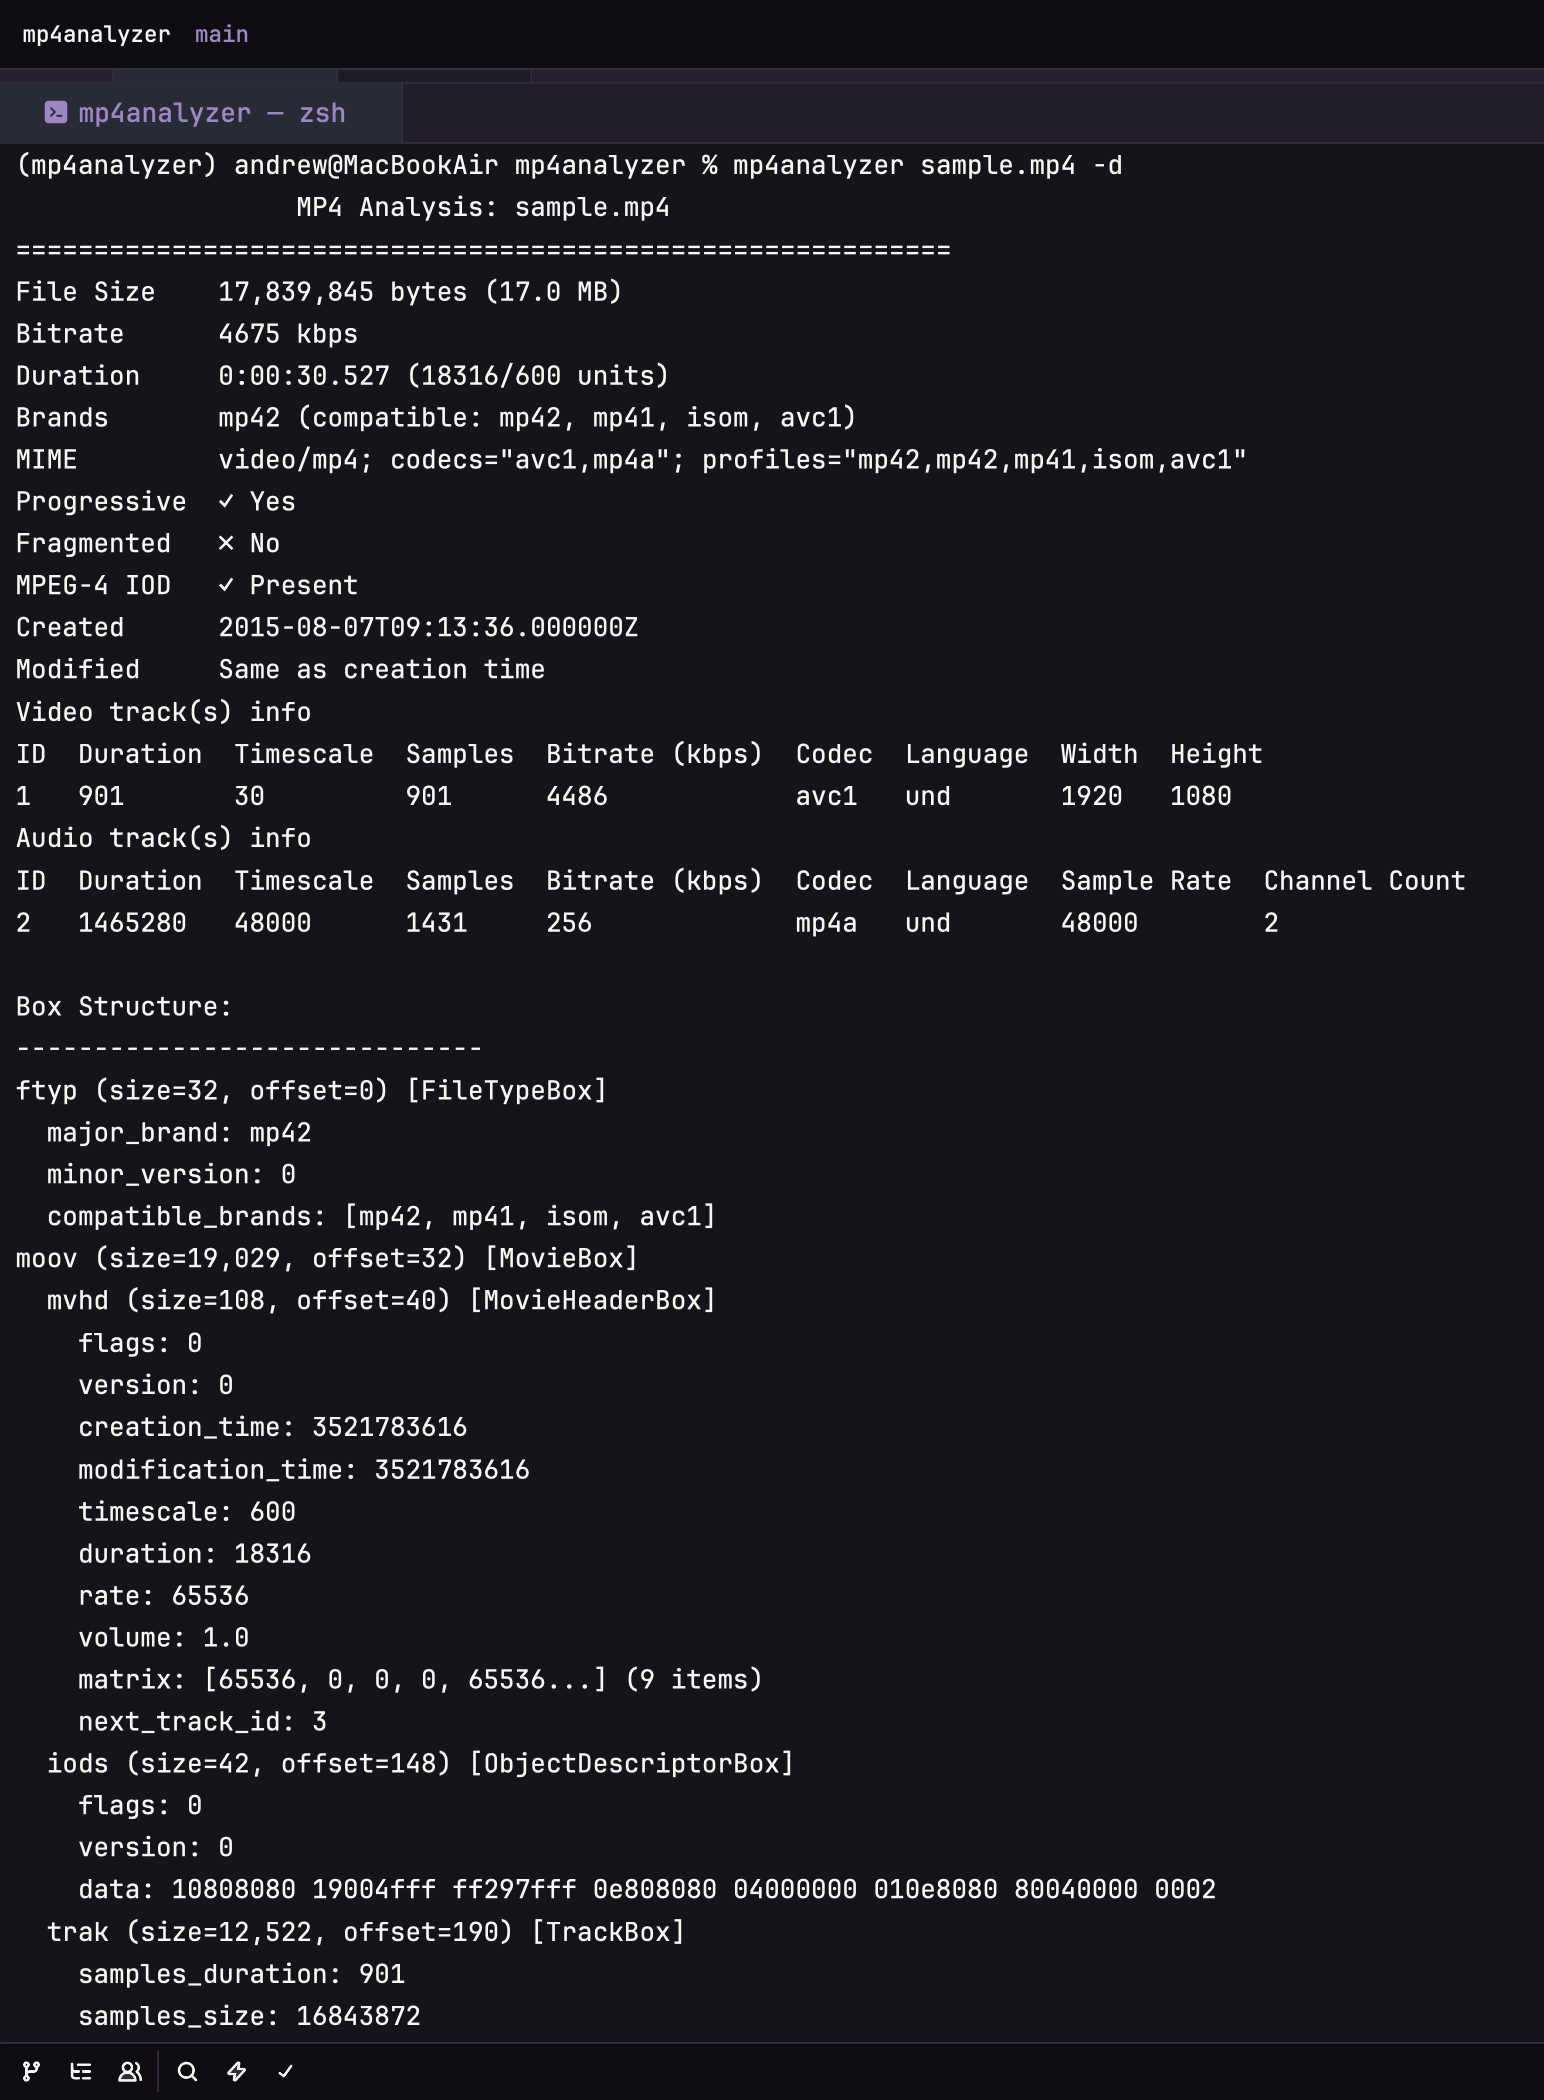 mp4analyzer main
mp4analyzer — zsh
(mp4analyzer) andrew@MacBookAir mp4analyzer % mp4analyzer sample.mp4 -d
MP4 Analysis: sample.mp4
============================================================
File Size    17,839,845 bytes (17.0 MB)
Bitrate      4675 kbps
Duration     0:00:30.527 (18316/600 units)
Brands       mp42 (compatible: mp42, mp41, isom, avc1)
MIME         video/mp4; codecs="avc1,mp4a"; profiles="mp42,mp42,mp41,isom,avc1"
Progressive  ✓ Yes
Fragmented   ✕ No
MPEG-4 IOD   ✓ Present
Created      2015-08-07T09:13:36.000000Z
Modified     Same as creation time
Video track(s) info
ID  Duration  Timescale  Samples  Bitrate (kbps)  Codec  Language  Width  Height
1   901       30         901      4486            avc1   und       1920   1080
Audio track(s) info
ID  Duration  Timescale  Samples  Bitrate (kbps)  Codec  Language  Sample Rate  Channel Count
2   1465280   48000      1431     256             mp4a   und       48000        2
Box Structure:
------------------------------
ftyp (size=32, offset=0) [FileTypeBox]
  major_brand: mp42
  minor_version: 0
  compatible_brands: [mp42, mp41, isom, avc1]
moov (size=19,029, offset=32) [MovieBox]
  mvhd (size=108, offset=40) [MovieHeaderBox]
    flags: 0
    version: 0
    creation_time: 3521783616
    modification_time: 3521783616
    timescale: 600
    duration: 18316
    rate: 65536
    volume: 1.0
    matrix: [65536, 0, 0, 0, 65536...] (9 items)
    next_track_id: 3
  iods (size=42, offset=148) [ObjectDescriptorBox]
    flags: 0
    version: 0
    data: 10808080 19004fff ff297fff 0e808080 04000000 010e8080 80040000 0002
  trak (size=12,522, offset=190) [TrackBox]
    samples_duration: 901
    samples_size: 16843872